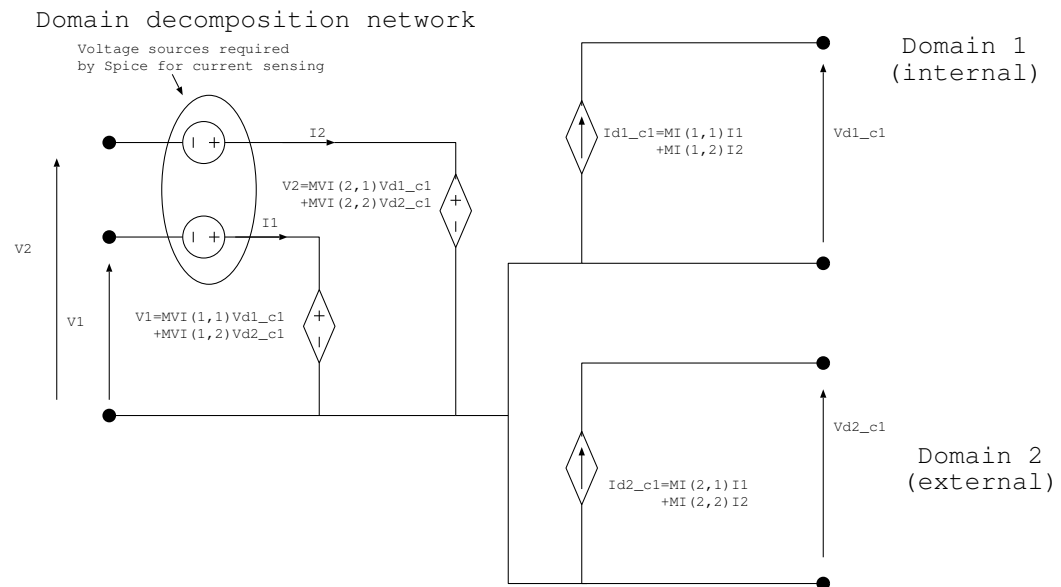 Domain decomposition network
Voltage sources required
by Spice for current sensing
Domain 1
(internal)
I2
Id1_c1=MI(1,1)I1
+MI(1,2)I2
Vd1_c1
V2=MVI(2,1)Vd1_c1
+MVI(2,2)Vd2_c1
I1
V2
V1
V1=MVI(1,1)Vd1_c1
+MVI(1,2)Vd2_c1
Vd2_c1
Domain 2
(external)
Id2_c1=MI(2,1)I1
+MI(2,2)I2